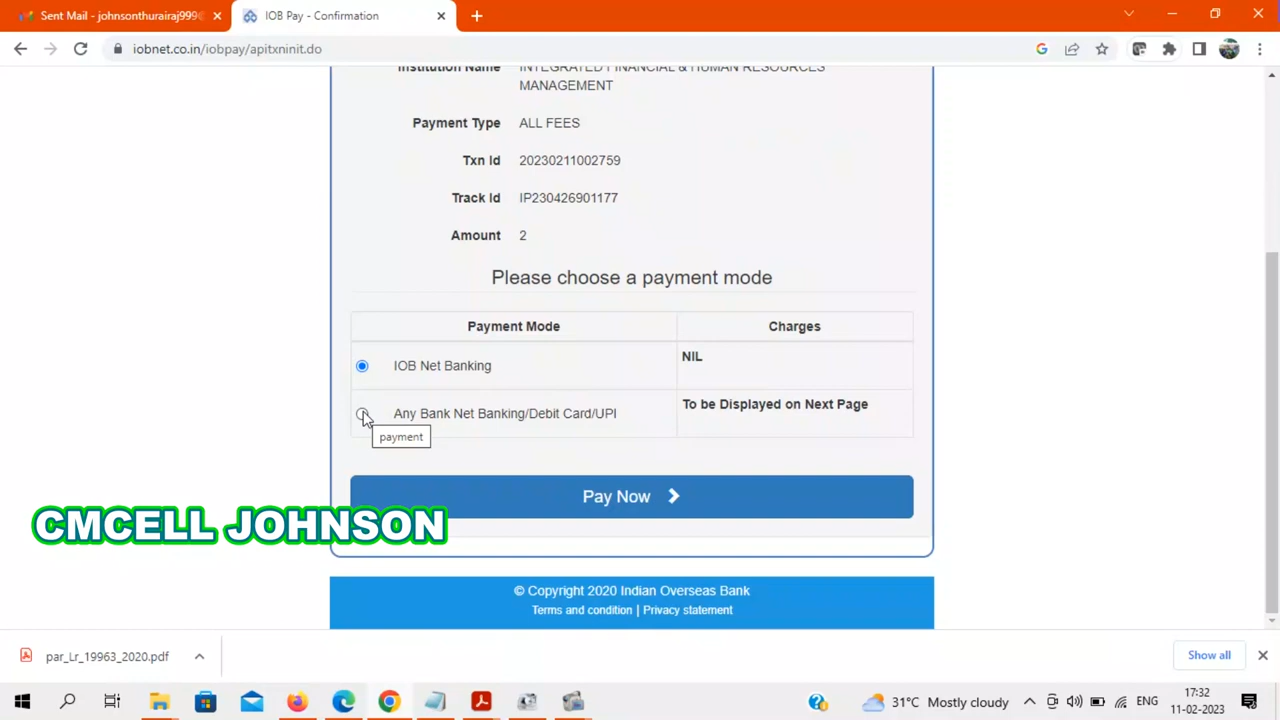 Sent Mail - johnsonthurairaj999
IOB Pay - Confirmation
iobnet.co.in/iobpay/apitxninit.do
Institution Name INTEGRATED FINANCIAL & HUMAN RESOURCES
MANAGEMENT
Payment Type ALL FEES
Txn Id 20230211002759
Track Id IP230426901177
Amount 2
Please choose a payment mode
Payment Mode Charges
IOB Net Banking NIL
Any Bank Net Banking/Debit Card/UPI To be Displayed on Next Page
payment
Pay Now
CMCELL JOHNSON
© Copyright 2020 Indian Overseas Bank
Terms and condition | Privacy statement
par_Lr_19963_2020.pdf
Show all
31°C Mostly cloudy
ENG
17:32
11-02-2023